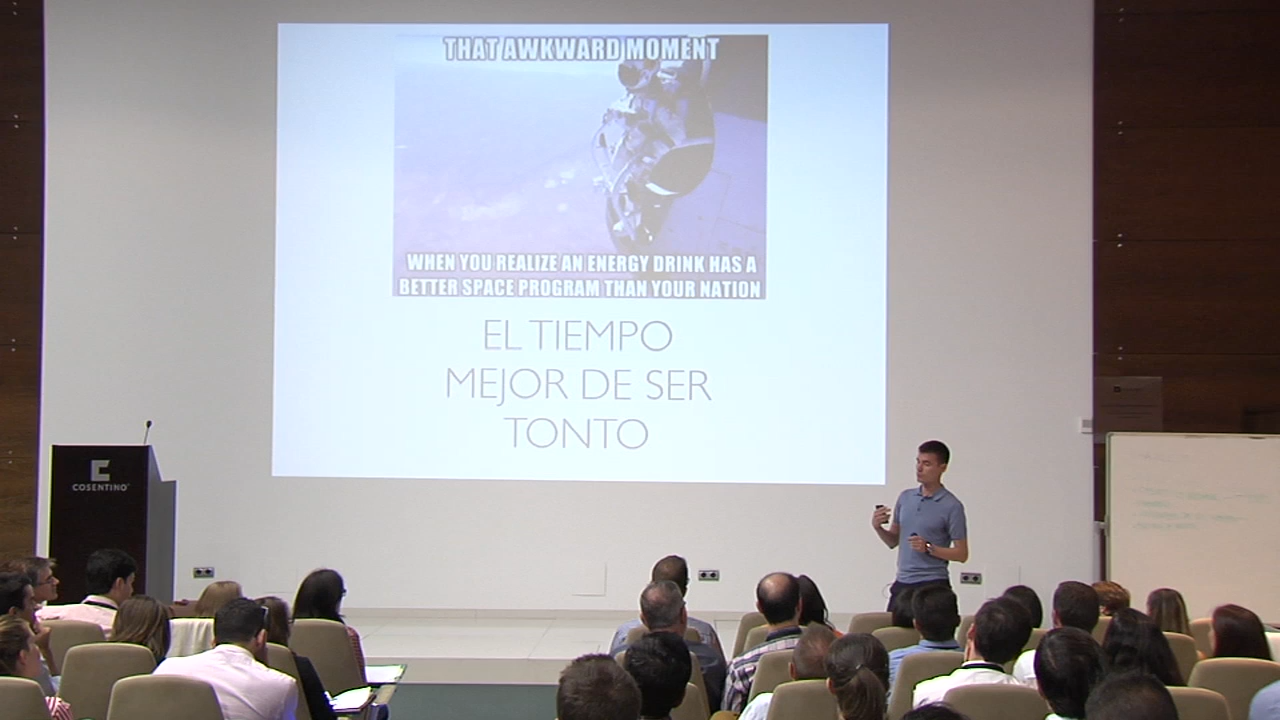 THAT AWKWARD MOMENT
WHEN YOU REALIZE AN ENERGY DRINK HAS A
BETTER SPACE PROGRAM THAN YOUR NATION
EL TIEMPO
MEJOR DE SER
TONTO
COSENTINO